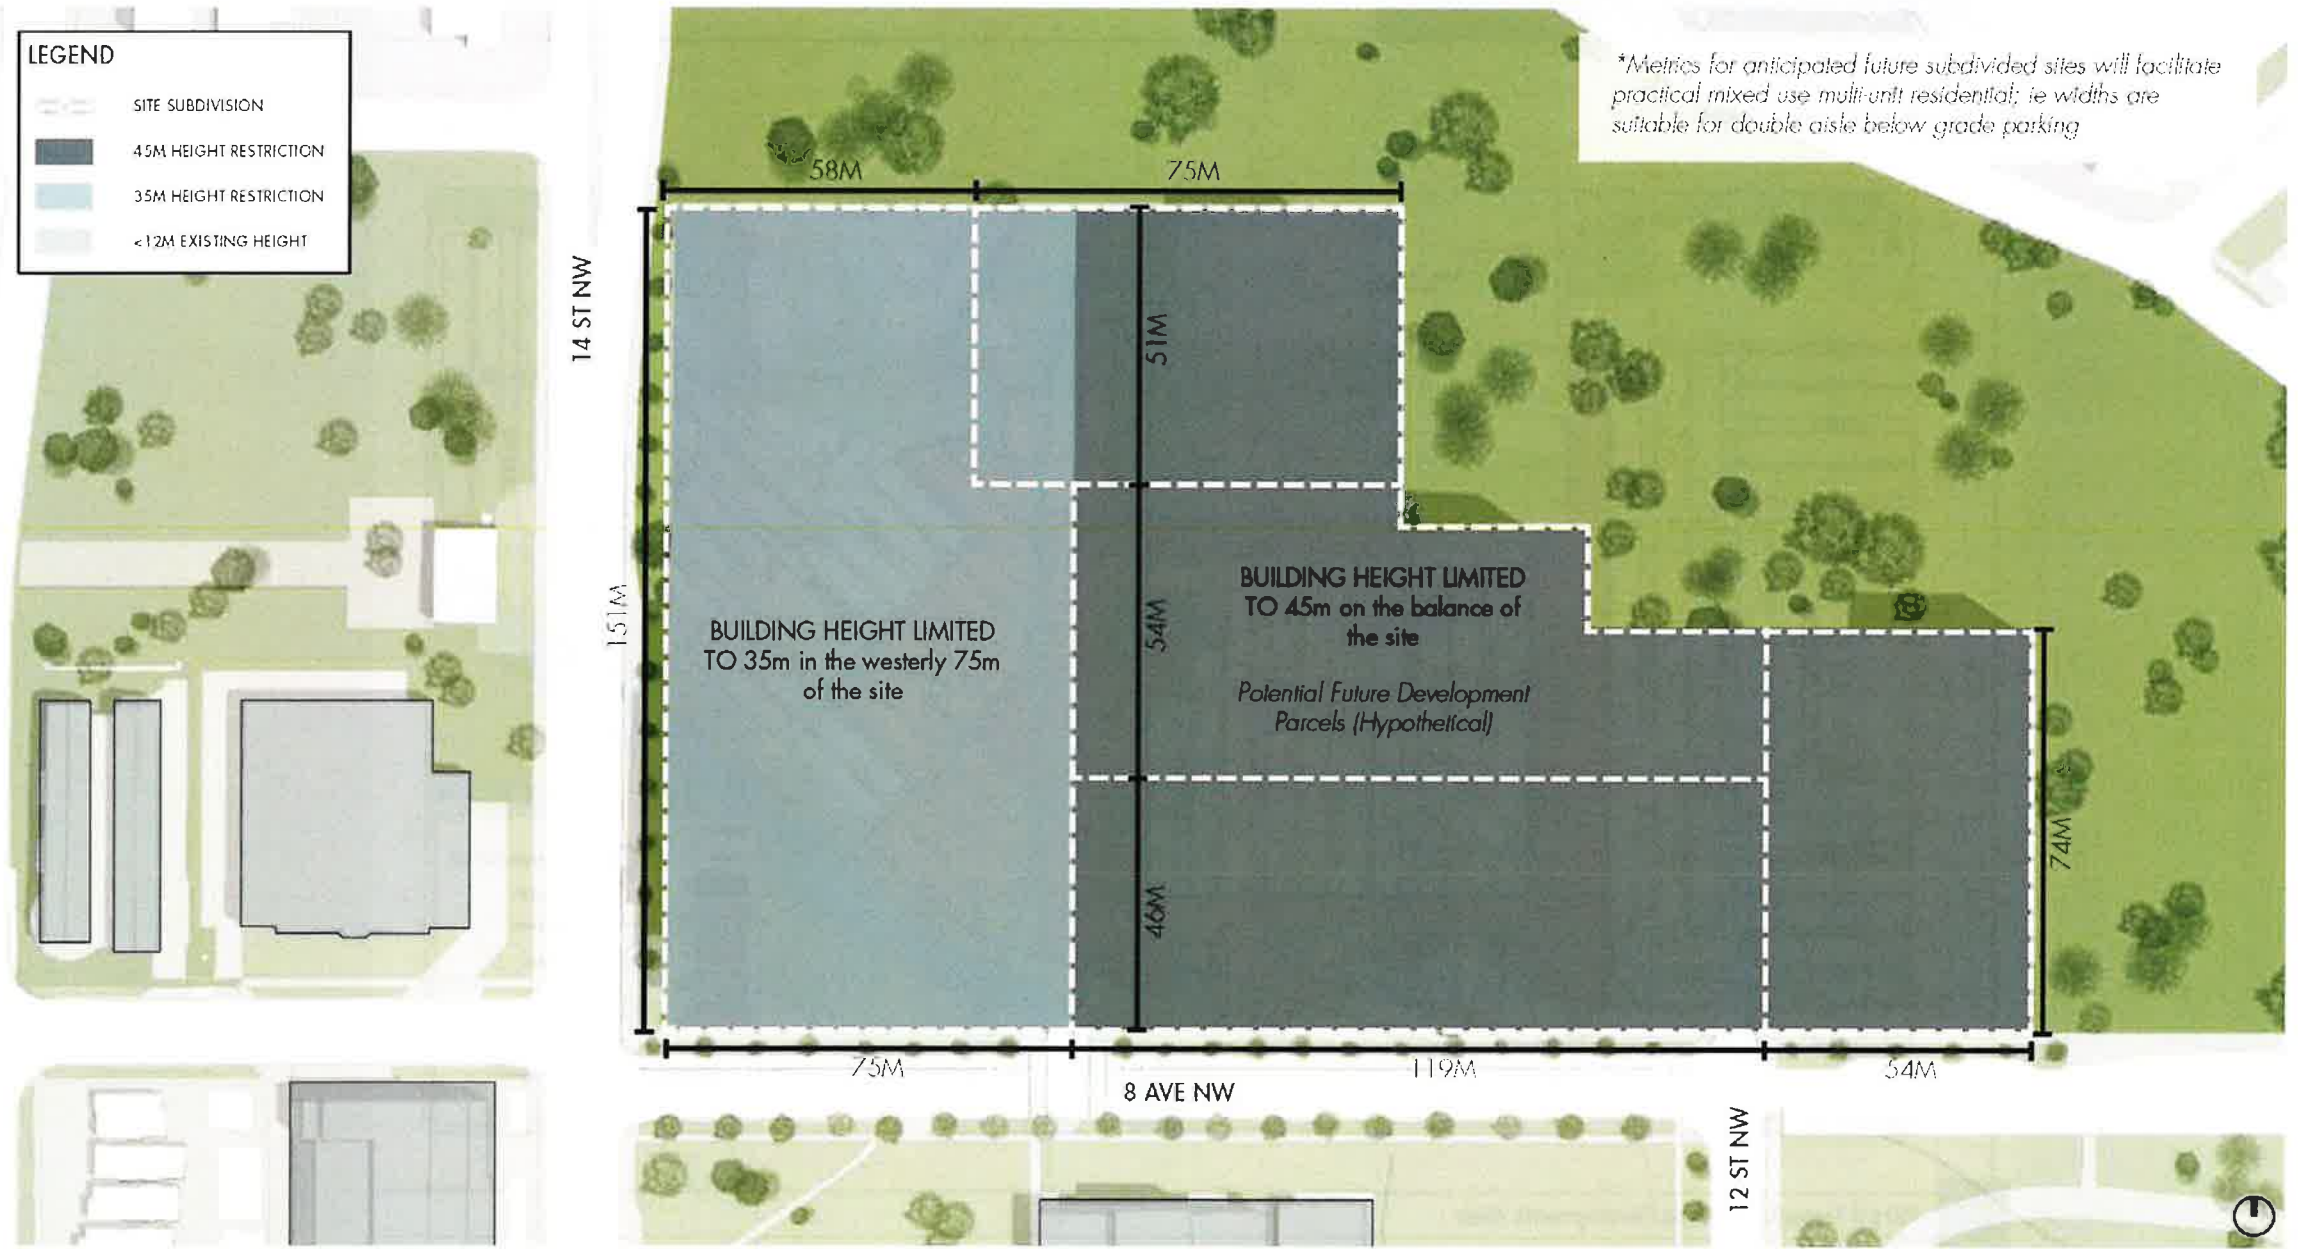 LEGEND
SITE SUBDIVISION
45M HEIGHT RESTRICTION
35M HEIGHT RESTRICTION
<12M EXISTING HEIGHT
*Metrics for anticipated future subdivided sites will facilitate
practical mixed use multi-unit residential; ie widths are
suitable for double aisle below grade parking
58M
75M
14 ST NW
51M
151M
54M
BUILDING HEIGHT LIMITED
TO 35m in the westerly 75m
of the site
BUILDING HEIGHT LIMITED
TO 45m on the balance of
the site
Potential Future Development
Parcels (Hypothetical)
46M
74M
75M
119M
54M
8 AVE NW
12 ST NW